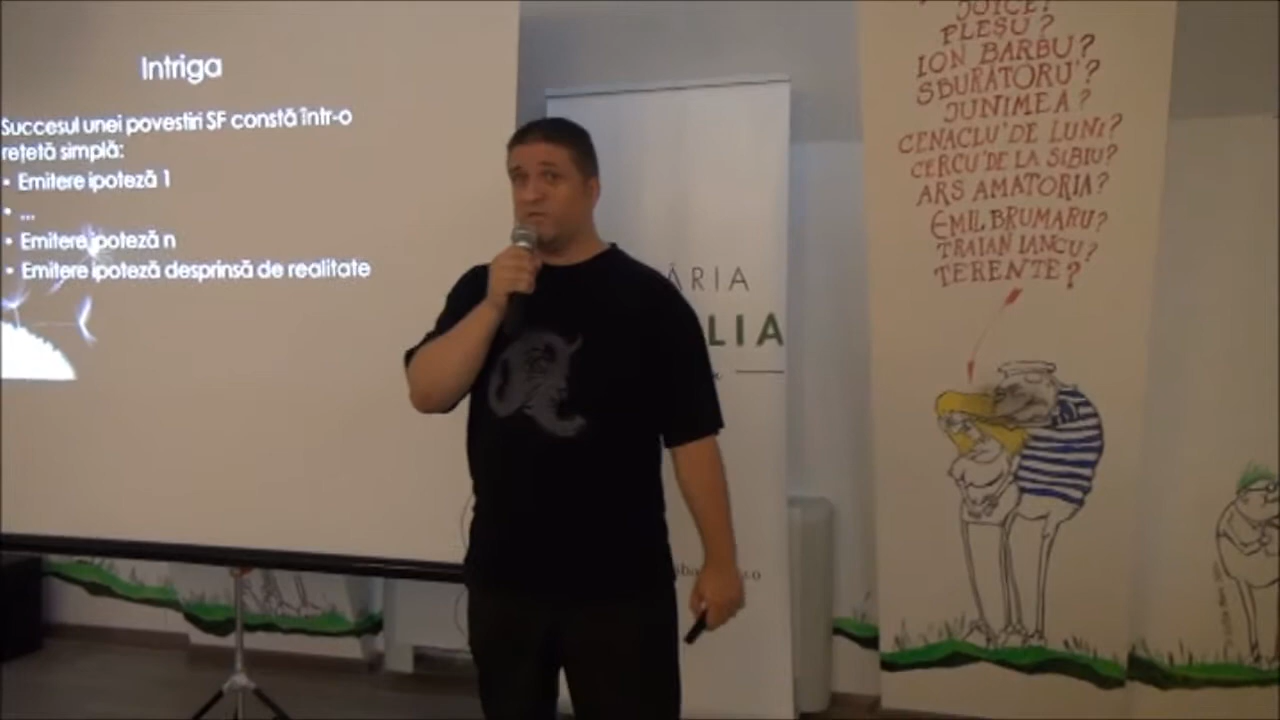 Intriga
Succesul unei povestiri SF constă într-o
rețetă simplă:
• Emitere ipoteză 1
• ...
• Emitere ipoteză n
• Emitere ipoteză desprinsă de realitate
ĂRIA
LIA
JOYCE?
PLEȘU?
ION BARBU?
SBURĂTORU'?
JUNIMEA?
CENACLU' DE LUNI?
CERCU' DE LA SIBIU?
ARS AMATORIA?
EMIL BRUMARU?
TRAIAN IANCU?
TERENTE?